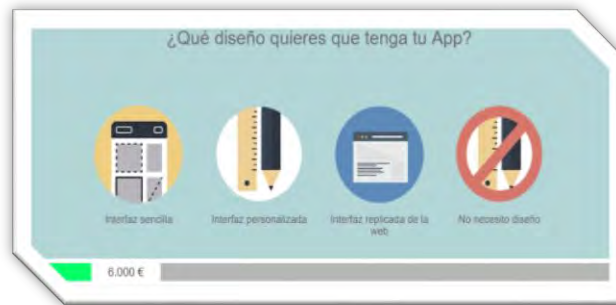 ¿Qué diseño quieres que tenga tu App?
Interfaz sencilla
Interfaz personalizada
Interfaz replicada de la
web
No necesito diseño
6.000 €